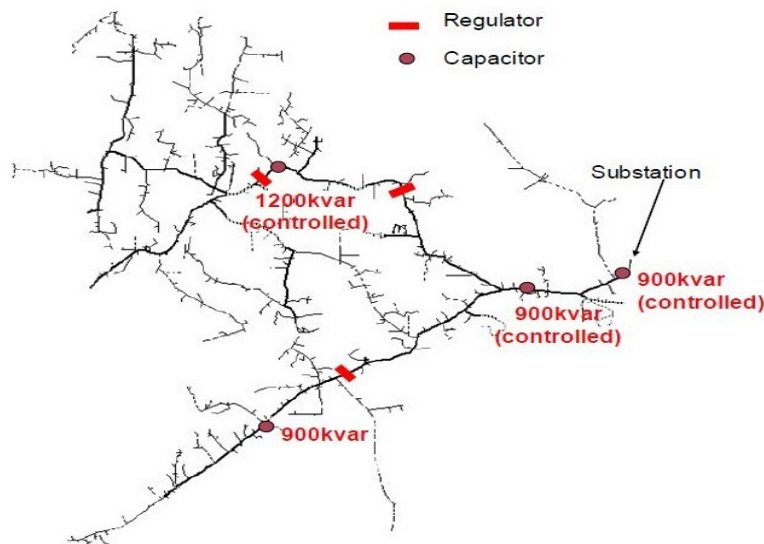 Regulator
Capacitor
Substation
1200kvar
(controlled)
900kvar
(controlled)
900kvar
(controlled)
900kvar